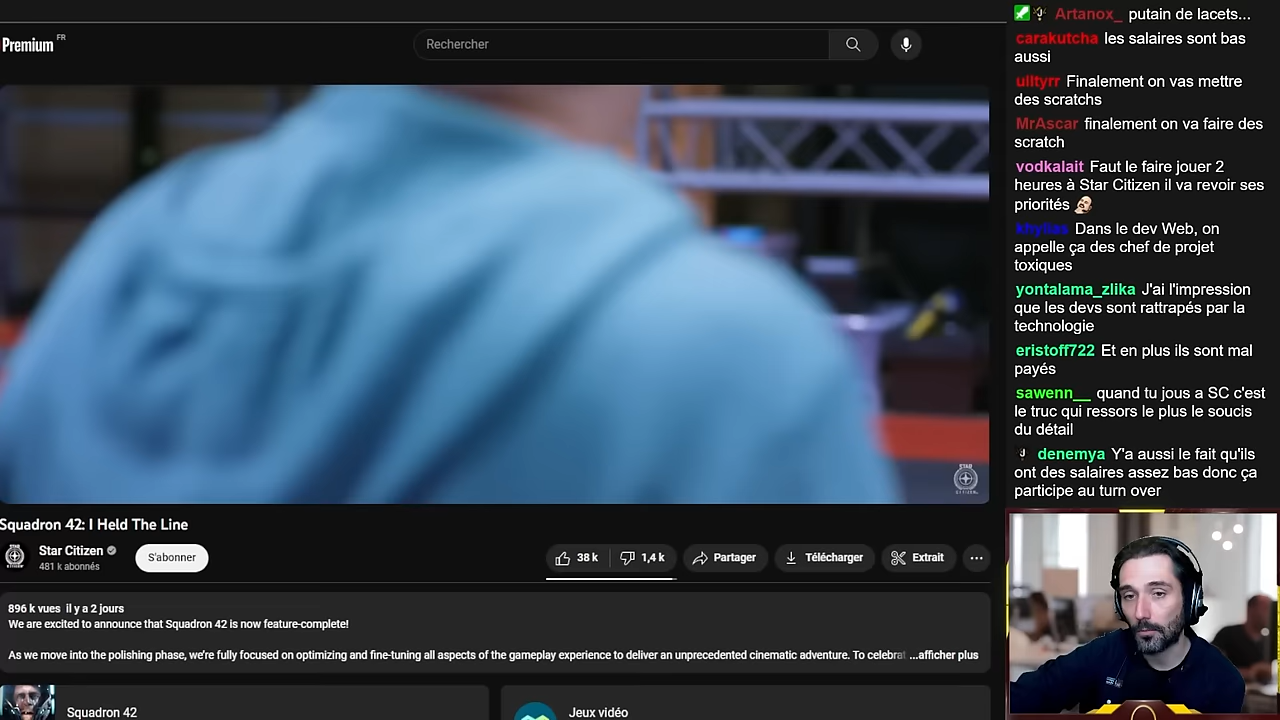 Premium FR
Rechercher
Squadron 42: I Held The Line
Star Citizen
481 k abonnés
S'abonner
38 k
1,4 k
Partager
Télécharger
Extrait
896 k vues il y a 2 jours
We are excited to announce that Squadron 42 is now feature-complete!
As we move into the polishing phase, we're fully focused on optimizing and fine-tuning all aspects of the gameplay experience to deliver an unprecedented cinematic adventure. To celebrat ...afficher plus
Squadron 42
Jeux vidéo
Artanox_ putain de lacets...
carakutcha les salaires sont bas
aussi
ulltyrr Finalement on vas mettre
des scratchs
MrAscar finalement on va faire des
scratch
vodkalait Faut le faire jouer 2
heures à Star Citizen il va revoir ses
priorités
Dans le dev Web, on
appelle ça des chef de projet
toxiques
yontalama_zlika J'ai l'impression
que les devs sont rattrapés par la
technologie
eristoff722 Et en plus ils sont mal
payés
sawenn__ quand tu jous a SC c'est
le truc qui ressors le plus le soucis
du détail
denemya Y'a aussi le fait qu'ils
ont des salaires assez bas donc ça
participe au turn over